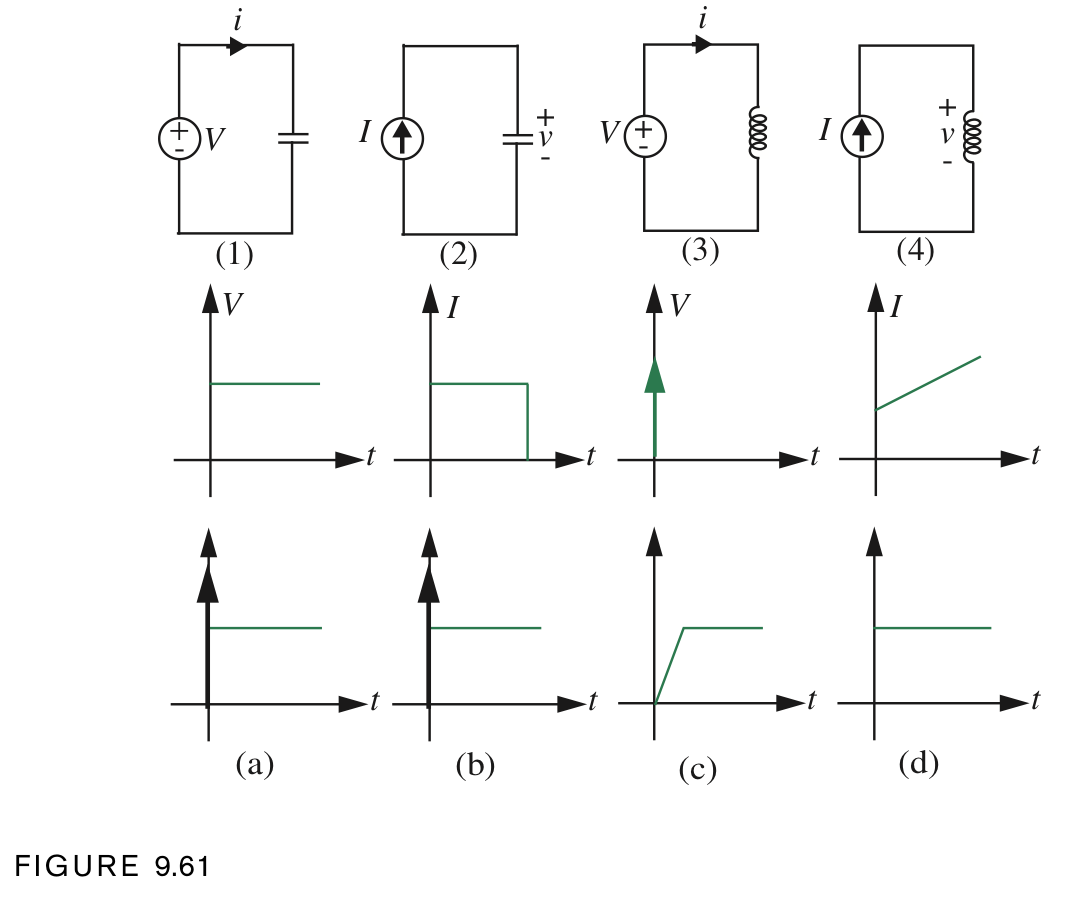 i i
+ - V I + v - V + - I + v -
(1) (2) (3) (4)
V I V I
t t t t
t t t t
(a) (b) (c) (d)
FIGURE 9.61